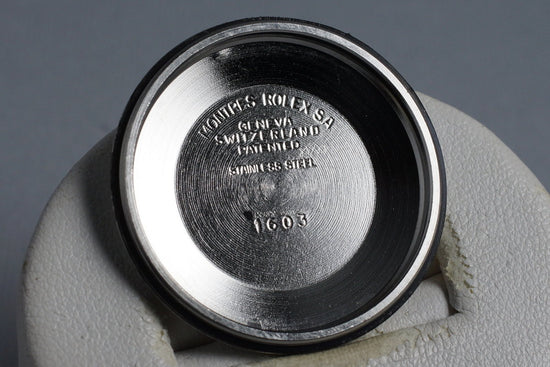 MONTRES ROLEX SA
GENEVA
SWITZERLAND
PATENTED
STAINLESS STEEL
1603